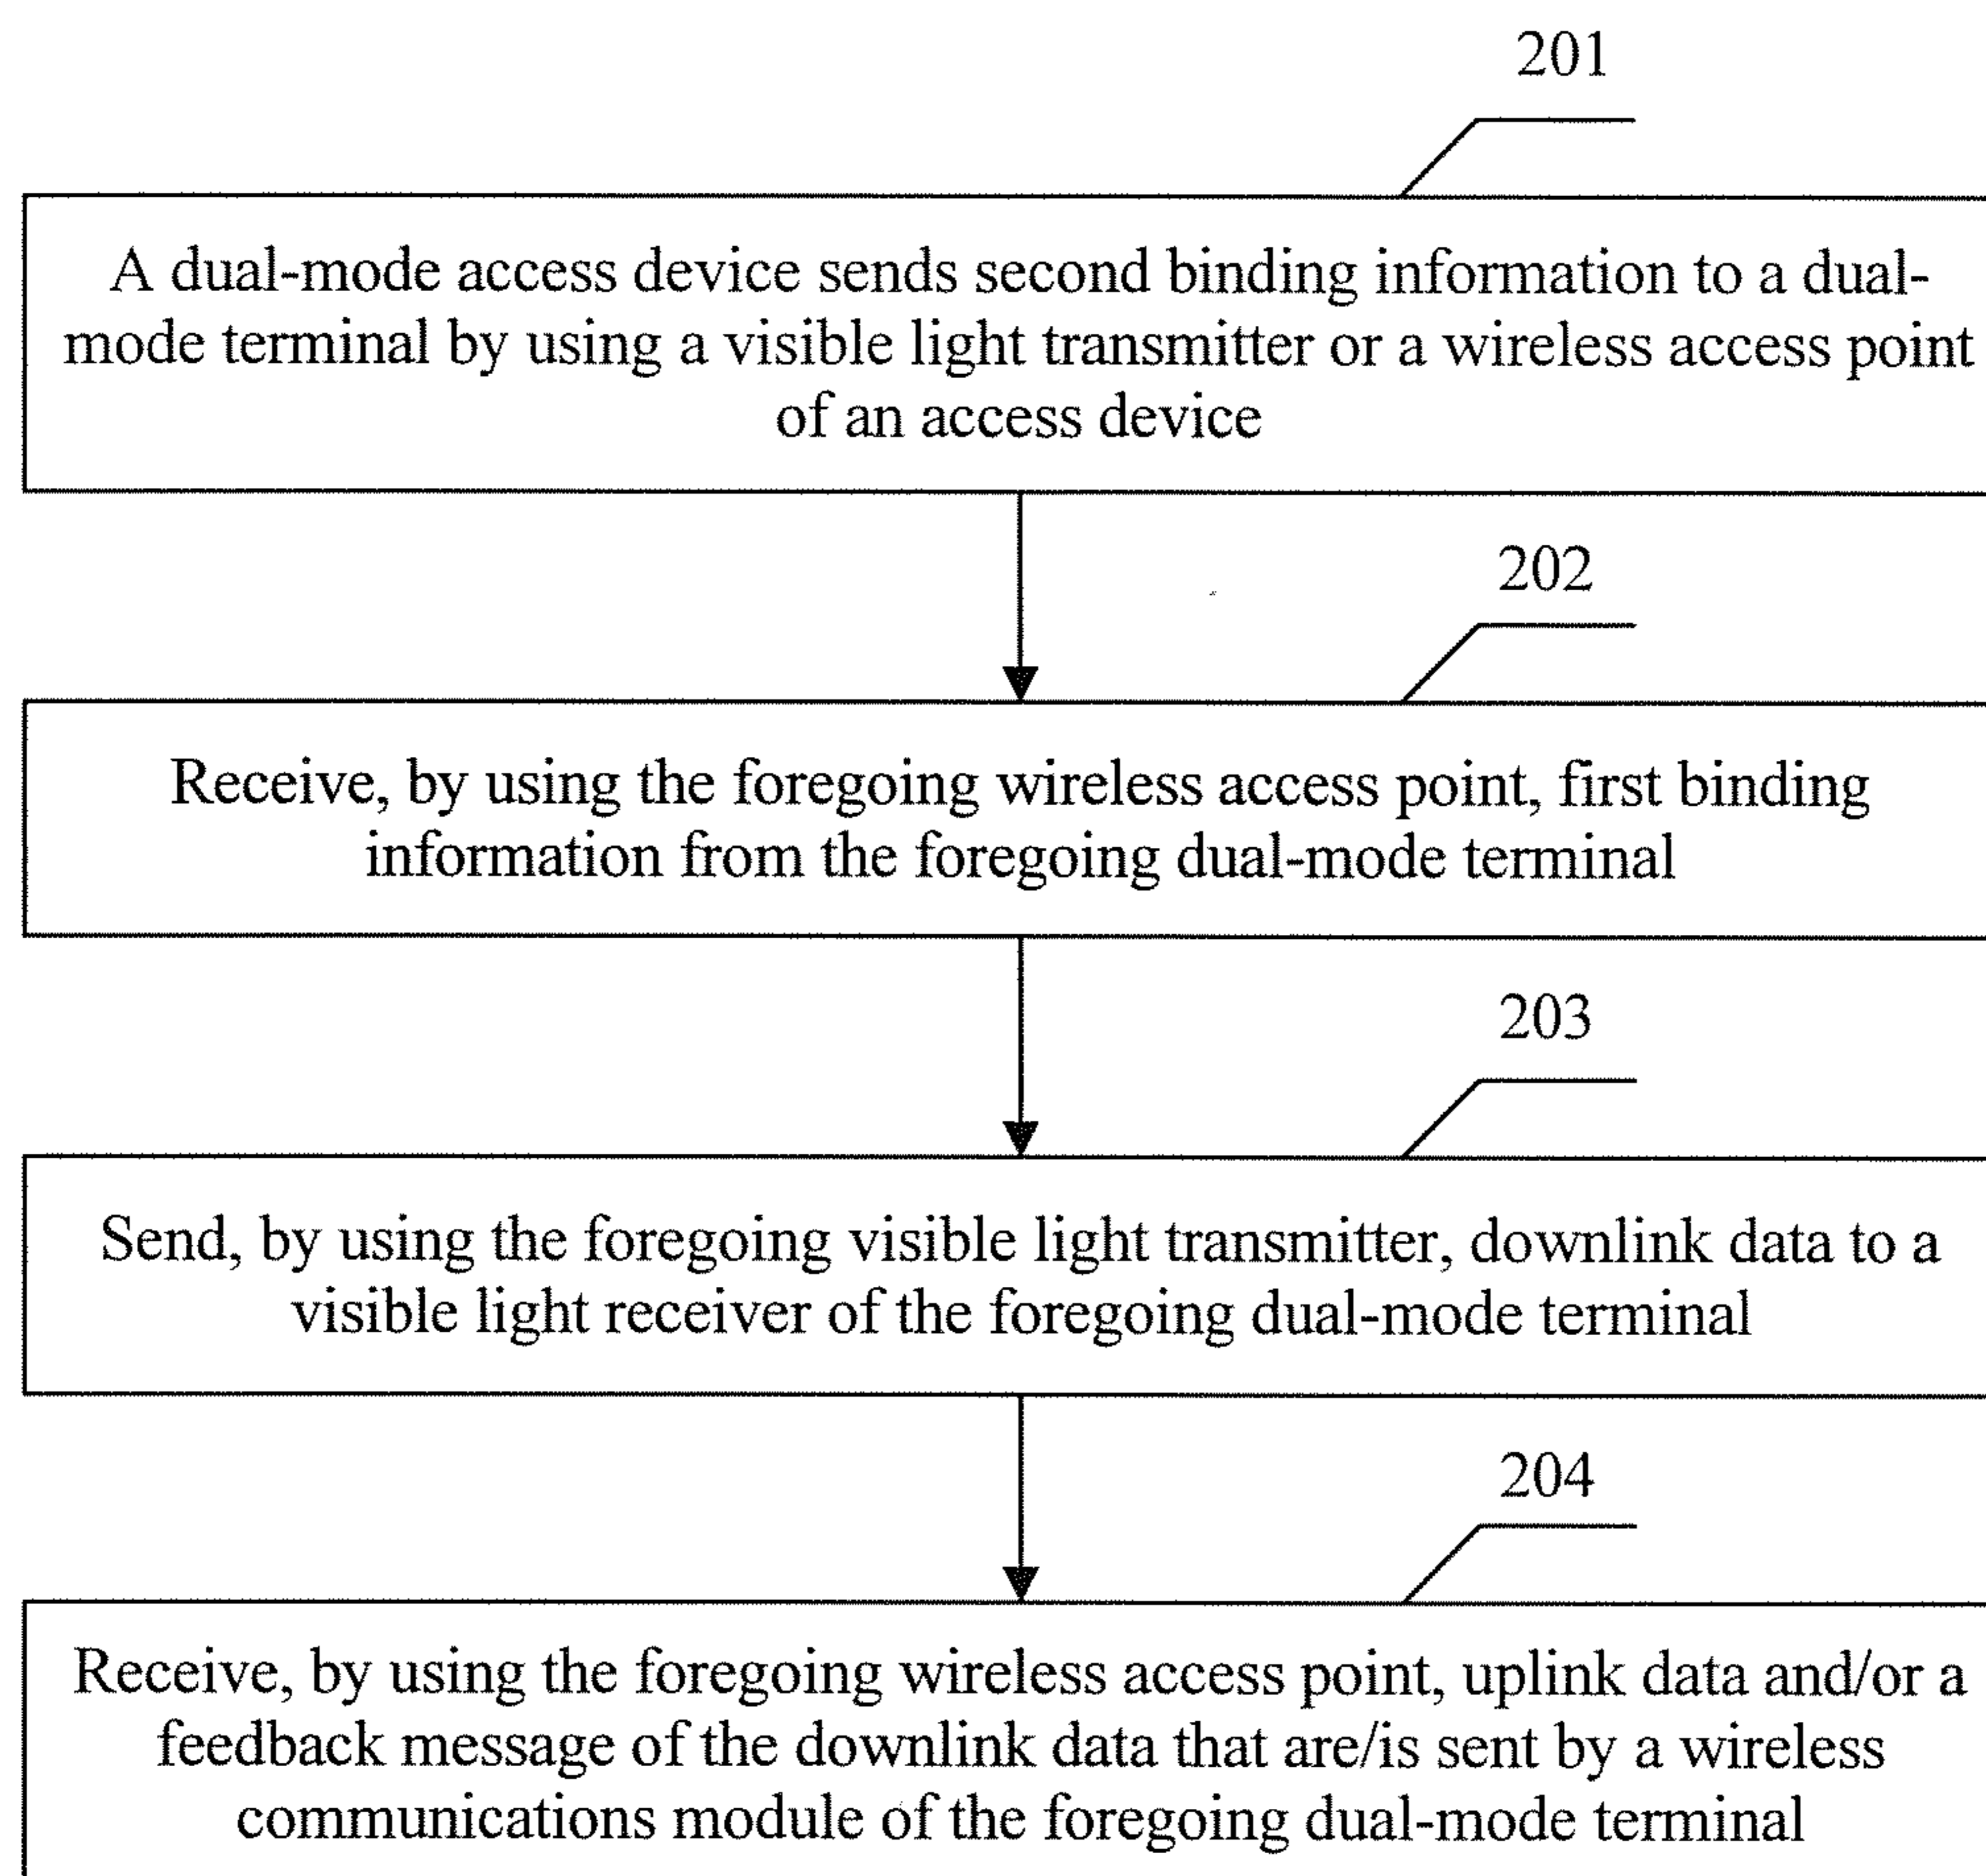 201
A dual-mode access device sends second binding information to a dual-
mode terminal by using a visible light transmitter or a wireless access point
of an access device
202
Receive, by using the foregoing wireless access point, first binding
information from the foregoing dual-mode terminal
203
Send, by using the foregoing visible light transmitter, downlink data to a
visible light receiver of the foregoing dual-mode terminal
204
Receive, by using the foregoing wireless access point, uplink data and/or a
feedback message of the downlink data that are/is sent by a wireless
communications module of the foregoing dual-mode terminal